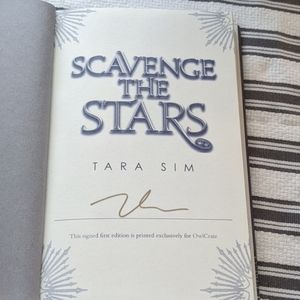 SCAVENGE
THE
STARS
TARA SIM
This signed first edition is printed exclusively for OwlCrate